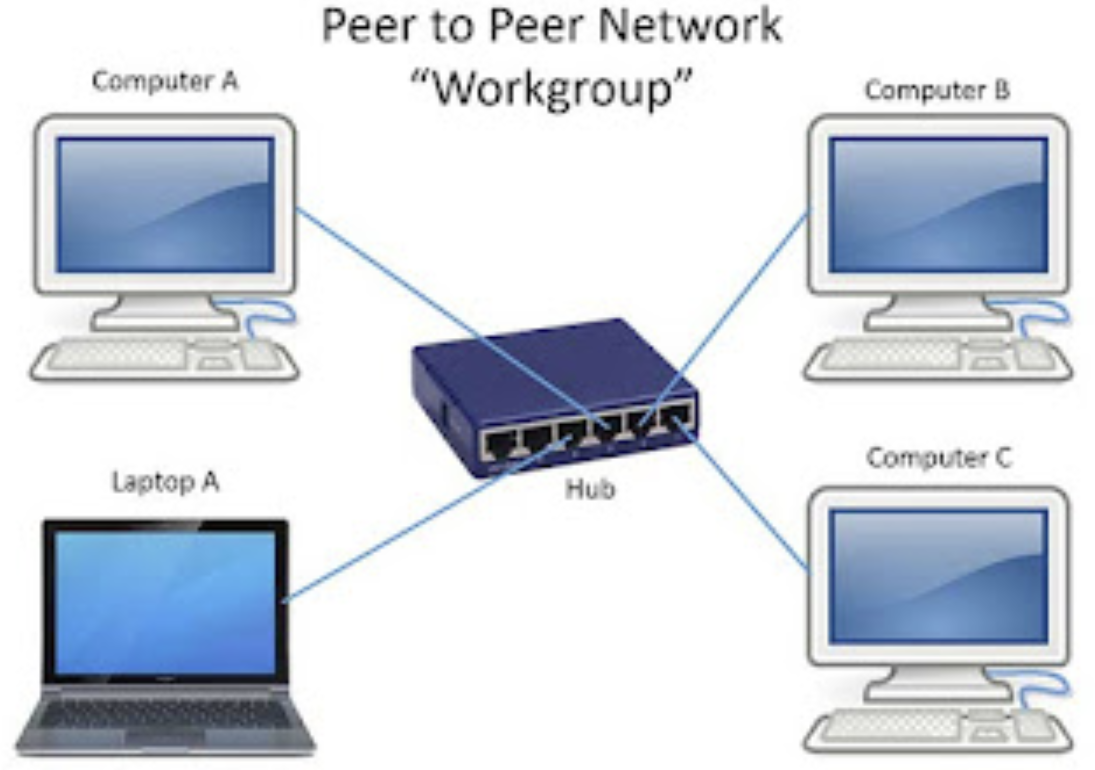 Peer to Peer Network
"Workgroup"
Computer A
Computer B
Hub
Laptop A
Computer C